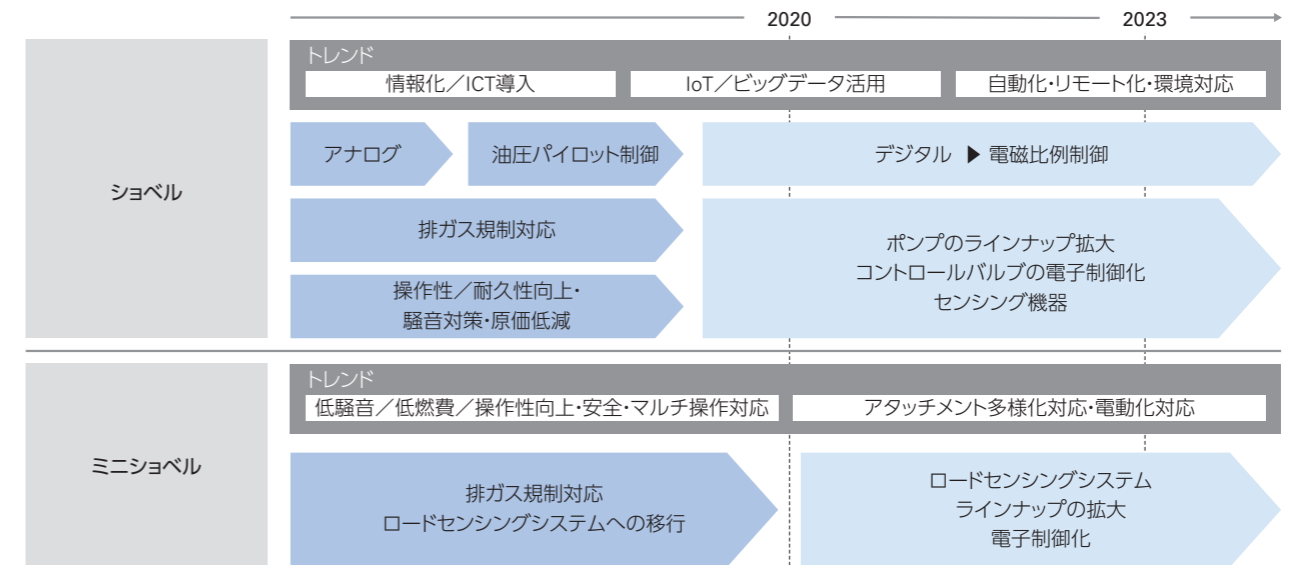 2020
2023
ショベル
トレンド
情報化／ICT導入
IoT／ビッグデータ活用
自動化・リモート化・環境対応
アナログ
油圧パイロット制御
デジタル ▶ 電磁比例制御
排ガス規制対応
操作性／耐久性向上・
騒音対策・原価低減
ポンプのラインナップ拡大
コントロールバルブの電子制御化
センシング機器
ミニショベル
トレンド
低騒音／低燃費／操作性向上・安全・マルチ操作対応
アタッチメント多様化対応・電動化対応
排ガス規制対応
ロードセンシングシステムへの移行
ロードセンシングシステム
ラインナップの拡大
電子制御化